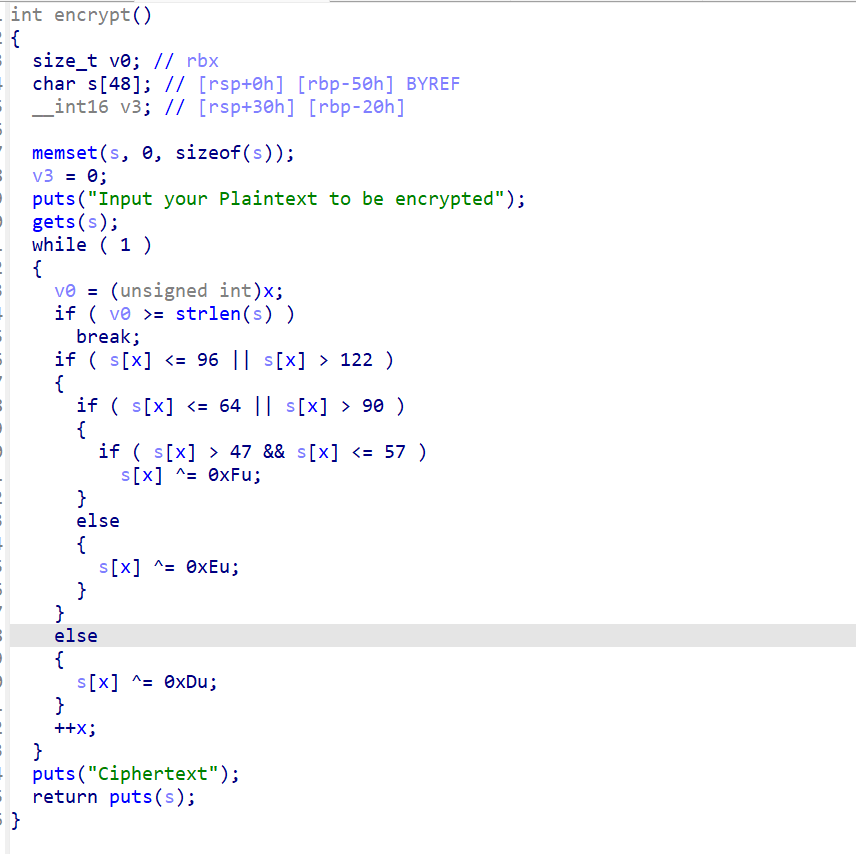 int encrypt()
{
  size_t v0; // rbx
  char s[48]; // [rsp+0h] [rbp-50h] BYREF
  __int16 v3; // [rsp+30h] [rbp-20h]

  memset(s, 0, sizeof(s));
  v3 = 0;
  puts("Input your Plaintext to be encrypted");
  gets(s);
  while ( 1 )
  {
    v0 = (unsigned int)x;
    if ( v0 >= strlen(s) )
      break;
    if ( s[x] <= 96 || s[x] > 122 )
    {
      if ( s[x] <= 64 || s[x] > 90 )
      {
        if ( s[x] > 47 && s[x] <= 57 )
          s[x] ^= 0xFu;
      }
      else
      {
        s[x] ^= 0xEu;
      }
    }
    else
    {
      s[x] ^= 0xDu;
    }
    ++x;
  }
  puts("Ciphertext");
  return puts(s);
}